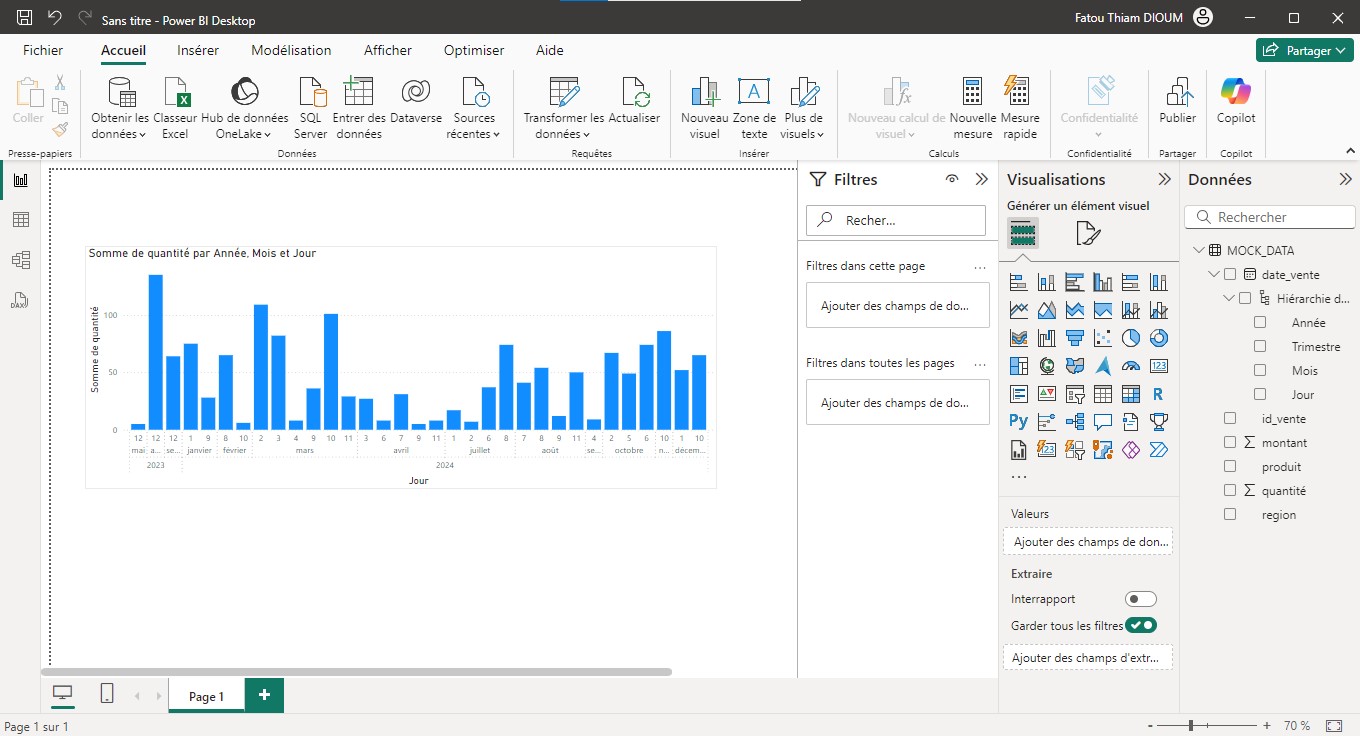 Sans titre - Power BI Desktop
Fatou Thiam DIOUM
Fichier
Accueil
Insérer
Modélisation
Afficher
Optimiser
Aide
Partager
Coller
Obtenir les données
Classeur Excel
Hub de données OneLake
SQL Server
Entrer des données
Dataverse
Sources récentes
Transformer les données
Actualiser
Nouveau visuel
Zone de texte
Plus de visuels
Nouveau calcul de visuel
Nouvelle mesure
Mesure rapide
Confidentialité
Publier
Copilot
Presse-papiers
Données
Requêtes
Insérer
Calculs
Confidentialité
Partager
Copilot
Somme de quantité par Année, Mois et Jour
Somme de quantité
100
50
0
12 12 12 1 9 8 10 2 3 4 9 10 11 3 6 7 9 11 1 2 6 8 7 8 9 11 4 2 5 6 10 1 10
mai a... se... janvier février mars avril juillet août se... octobre n... décem...
2023 2024
Jour
Filtres
Recher...
Filtres dans cette page
...
Ajouter des champs de do...
Filtres dans toutes les pages
...
Ajouter des champs de do...
Visualisations
Générer un élément visuel
123
R
Py
123
...
Valeurs
Ajouter des champs de don...
Extraire
Interrapport
Garder tous les filtres
Ajouter des champs d'extr...
Données
Rechercher
MOCK_DATA
date_vente
Hiérarchie d...
Année
Trimestre
Mois
Jour
id_vente
Σ montant
produit
Σ quantité
region
DAX
Page 1
+
Page 1 sur 1
- + 70 %